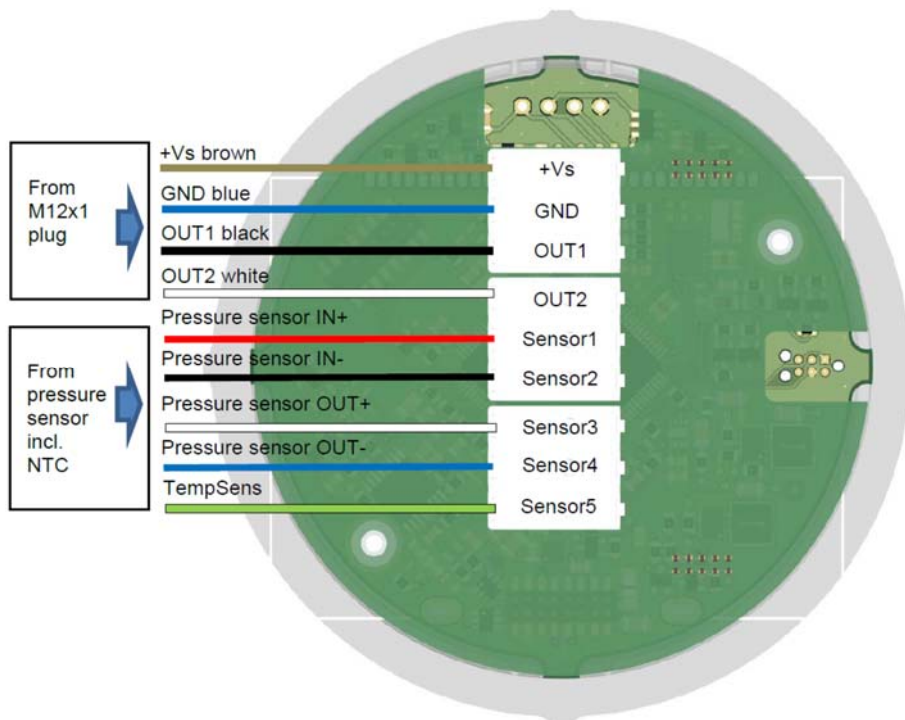 From
M12x1
plug
+Vs brown
GND blue
OUT1 black
OUT2 white
From
pressure
sensor
incl.
NTC
Pressure sensor IN+
Pressure sensor IN-
Pressure sensor OUT+
Pressure sensor OUT-
TempSens
+Vs
GND
OUT1
OUT2
Sensor1
Sensor2
Sensor3
Sensor4
Sensor5